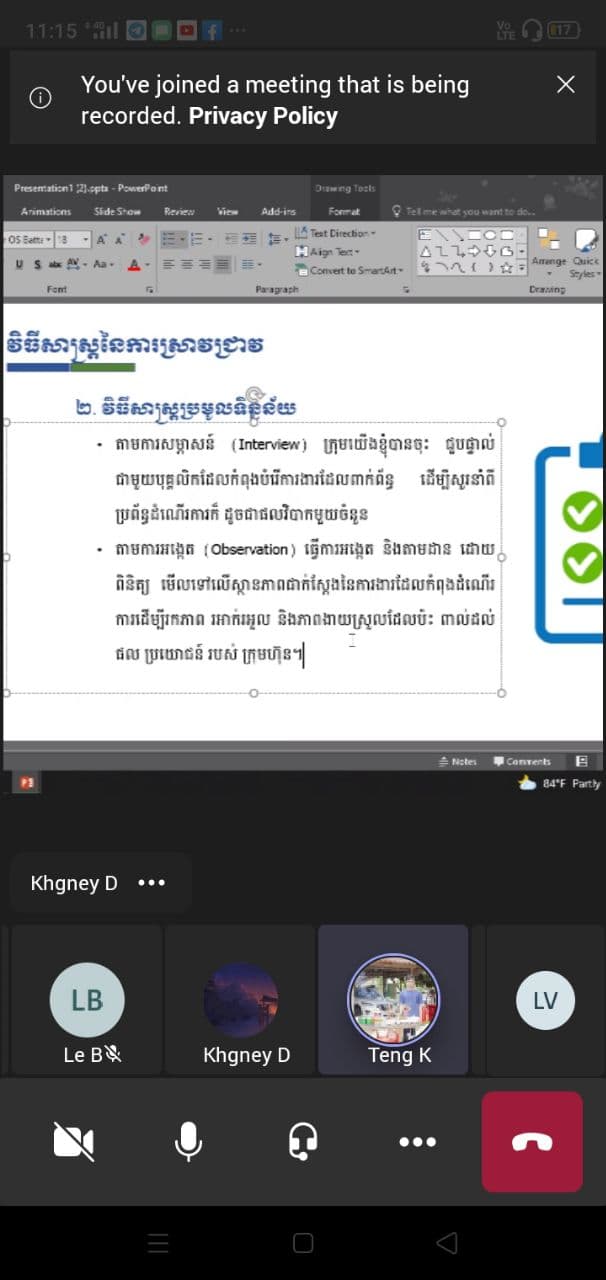 11:15
4G
Vo
LTE
17
You've joined a meeting that is being
recorded. Privacy Policy
Presentation1 [2].pptx - PowerPoint
Drawing Tools
Animations Slide Show Review View Add-ins Format Tell me what you want to do...
18 A A Text Direction
Align Text
U S abc AV Aa A Convert to SmartArt Arrange Quick
Styles
Font Paragraph Drawing
វិធីសាស្ត្រនៃការស្រាវជ្រាវ
២. វិធីសាស្ត្រប្រមូលទិន្នន័យ
• តាមការសម្ភាសន៍ (Interview) ក្រុមយើងខ្ញុំបានចុះ ជួបផ្ទាល់
ជាមួយបុគ្គលិកដែលកំពុងបំរើការងារដែលពាក់ព័ន្ធ ដើម្បីសួរនាំពី
ប្រព័ន្ធដំណើរការក៏ ដូចជាផលវិបាកមួយចំនួន
• តាមការអង្កេត (Observation) ធ្វើការអង្កេត និងតាមដាន ដោយ
ពិនិត្យ មើលទៅលើស្ថានភាពជាក់ស្តែងនៃការងារដែលកំពុងដំណើរ
ការដើម្បីរកភាព រអាក់រអួល និងភាពងាយស្រួលដែលប៉ះ ពាល់ដល់
ផល ប្រយោជន៍ របស់ ក្រុមហ៊ុន។
Notes Comments
84°F Partly
Khgney D
LB
LV
Le B Khgney D Teng K